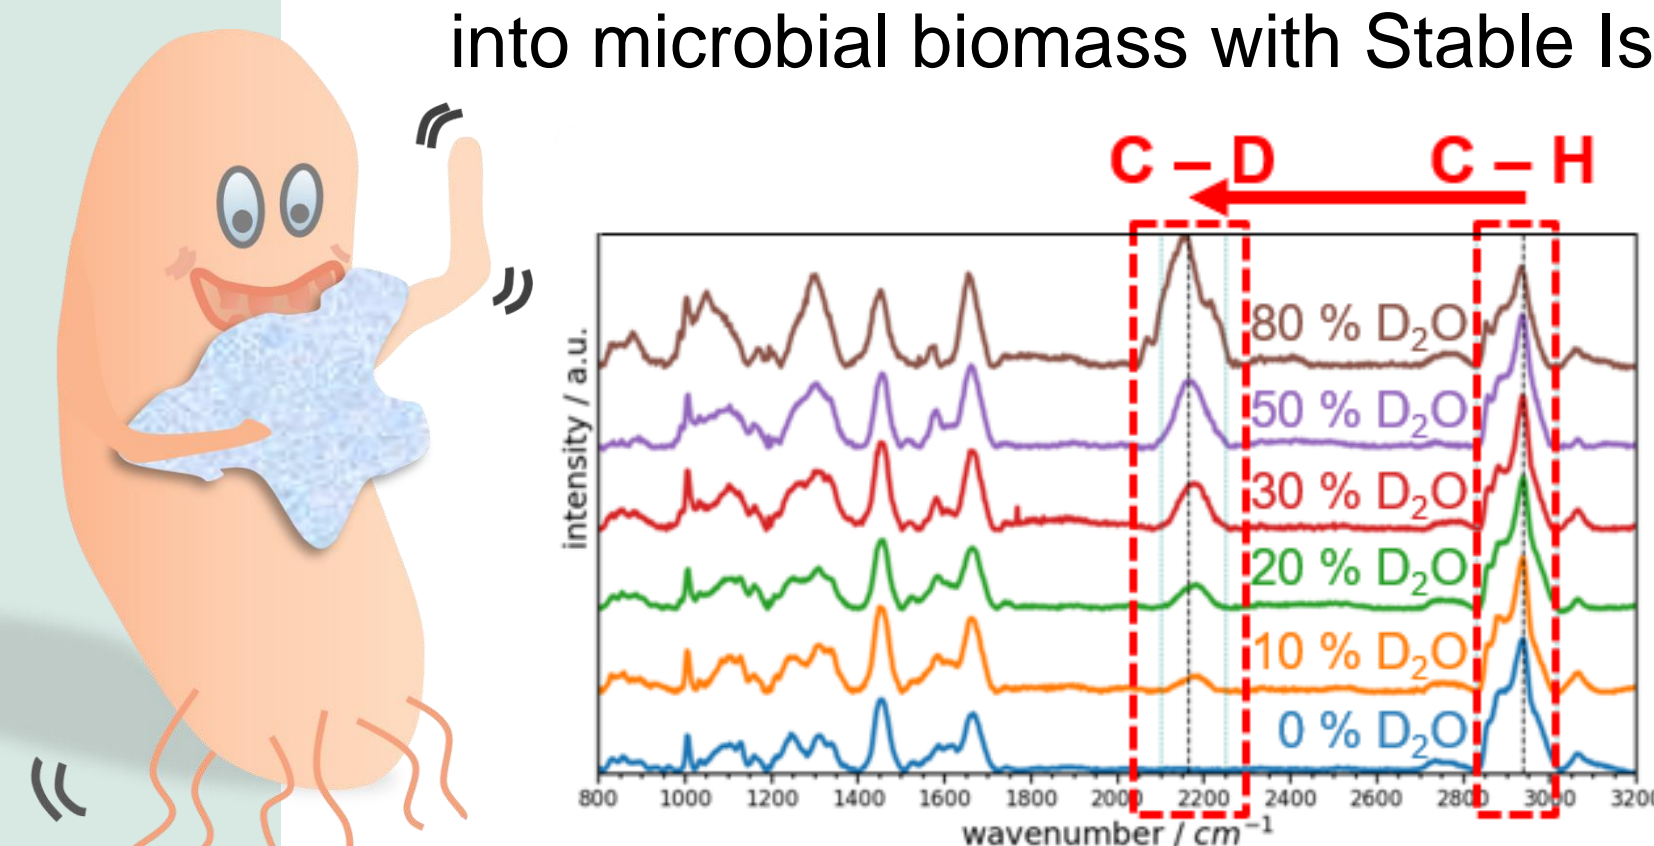 into microbial biomass with Stable Is
C – D
C – H
80 % D₂O
50 % D₂O
30 % D₂O
20 % D₂O
10 % D₂O
0 % D₂O
intensity / a.u.
800 1000 1200 1400 1600 1800 2000 2200 2400 2600 2800 3000 3200
wavenumber / cm⁻¹